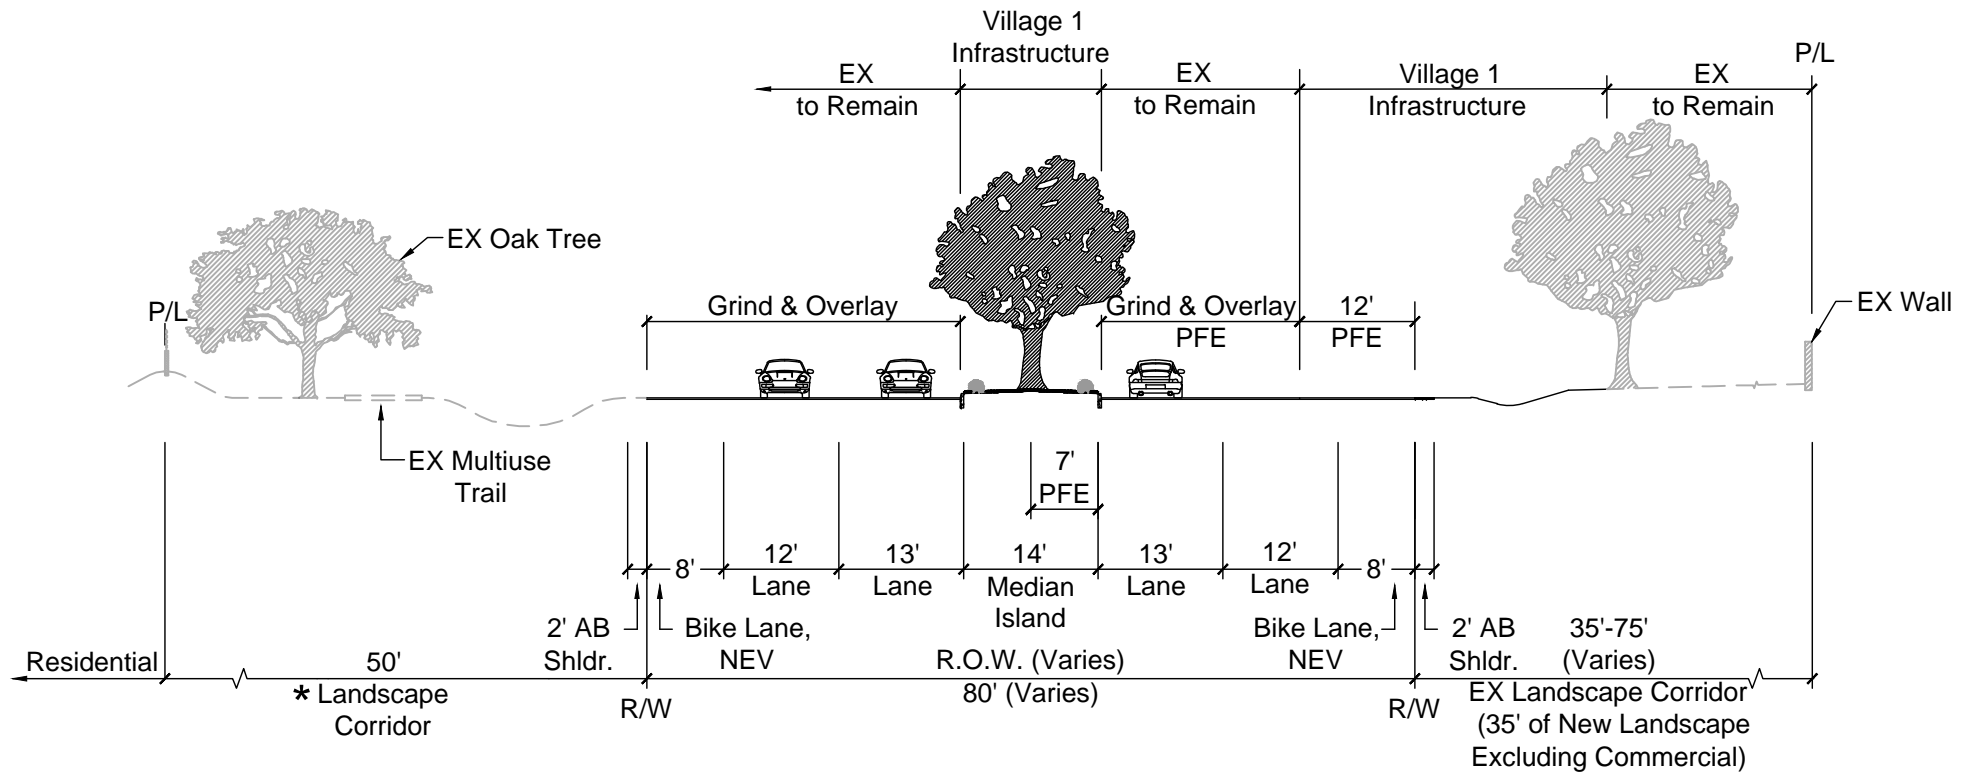 Village 1
Infrastructure
P/L
EX
to Remain
EX
to Remain
Village 1
Infrastructure
EX
to Remain
EX Oak Tree
P/L
Grind & Overlay
Grind & Overlay
PFE
12'
PFE
EX Wall
EX Multiuse
Trail
7'
PFE
8'
12'
Lane
13'
Lane
14'
Median
Island
13'
Lane
12'
Lane
8'
2' AB
Shldr.
Bike Lane,
NEV
Bike Lane,
NEV
2' AB
Shldr.
35'-75'
(Varies)
Residential
50'
* Landscape
Corridor
R/W
R.O.W. (Varies)
80' (Varies)
R/W
EX Landscape Corridor
(35' of New Landscape
Excluding Commercial)